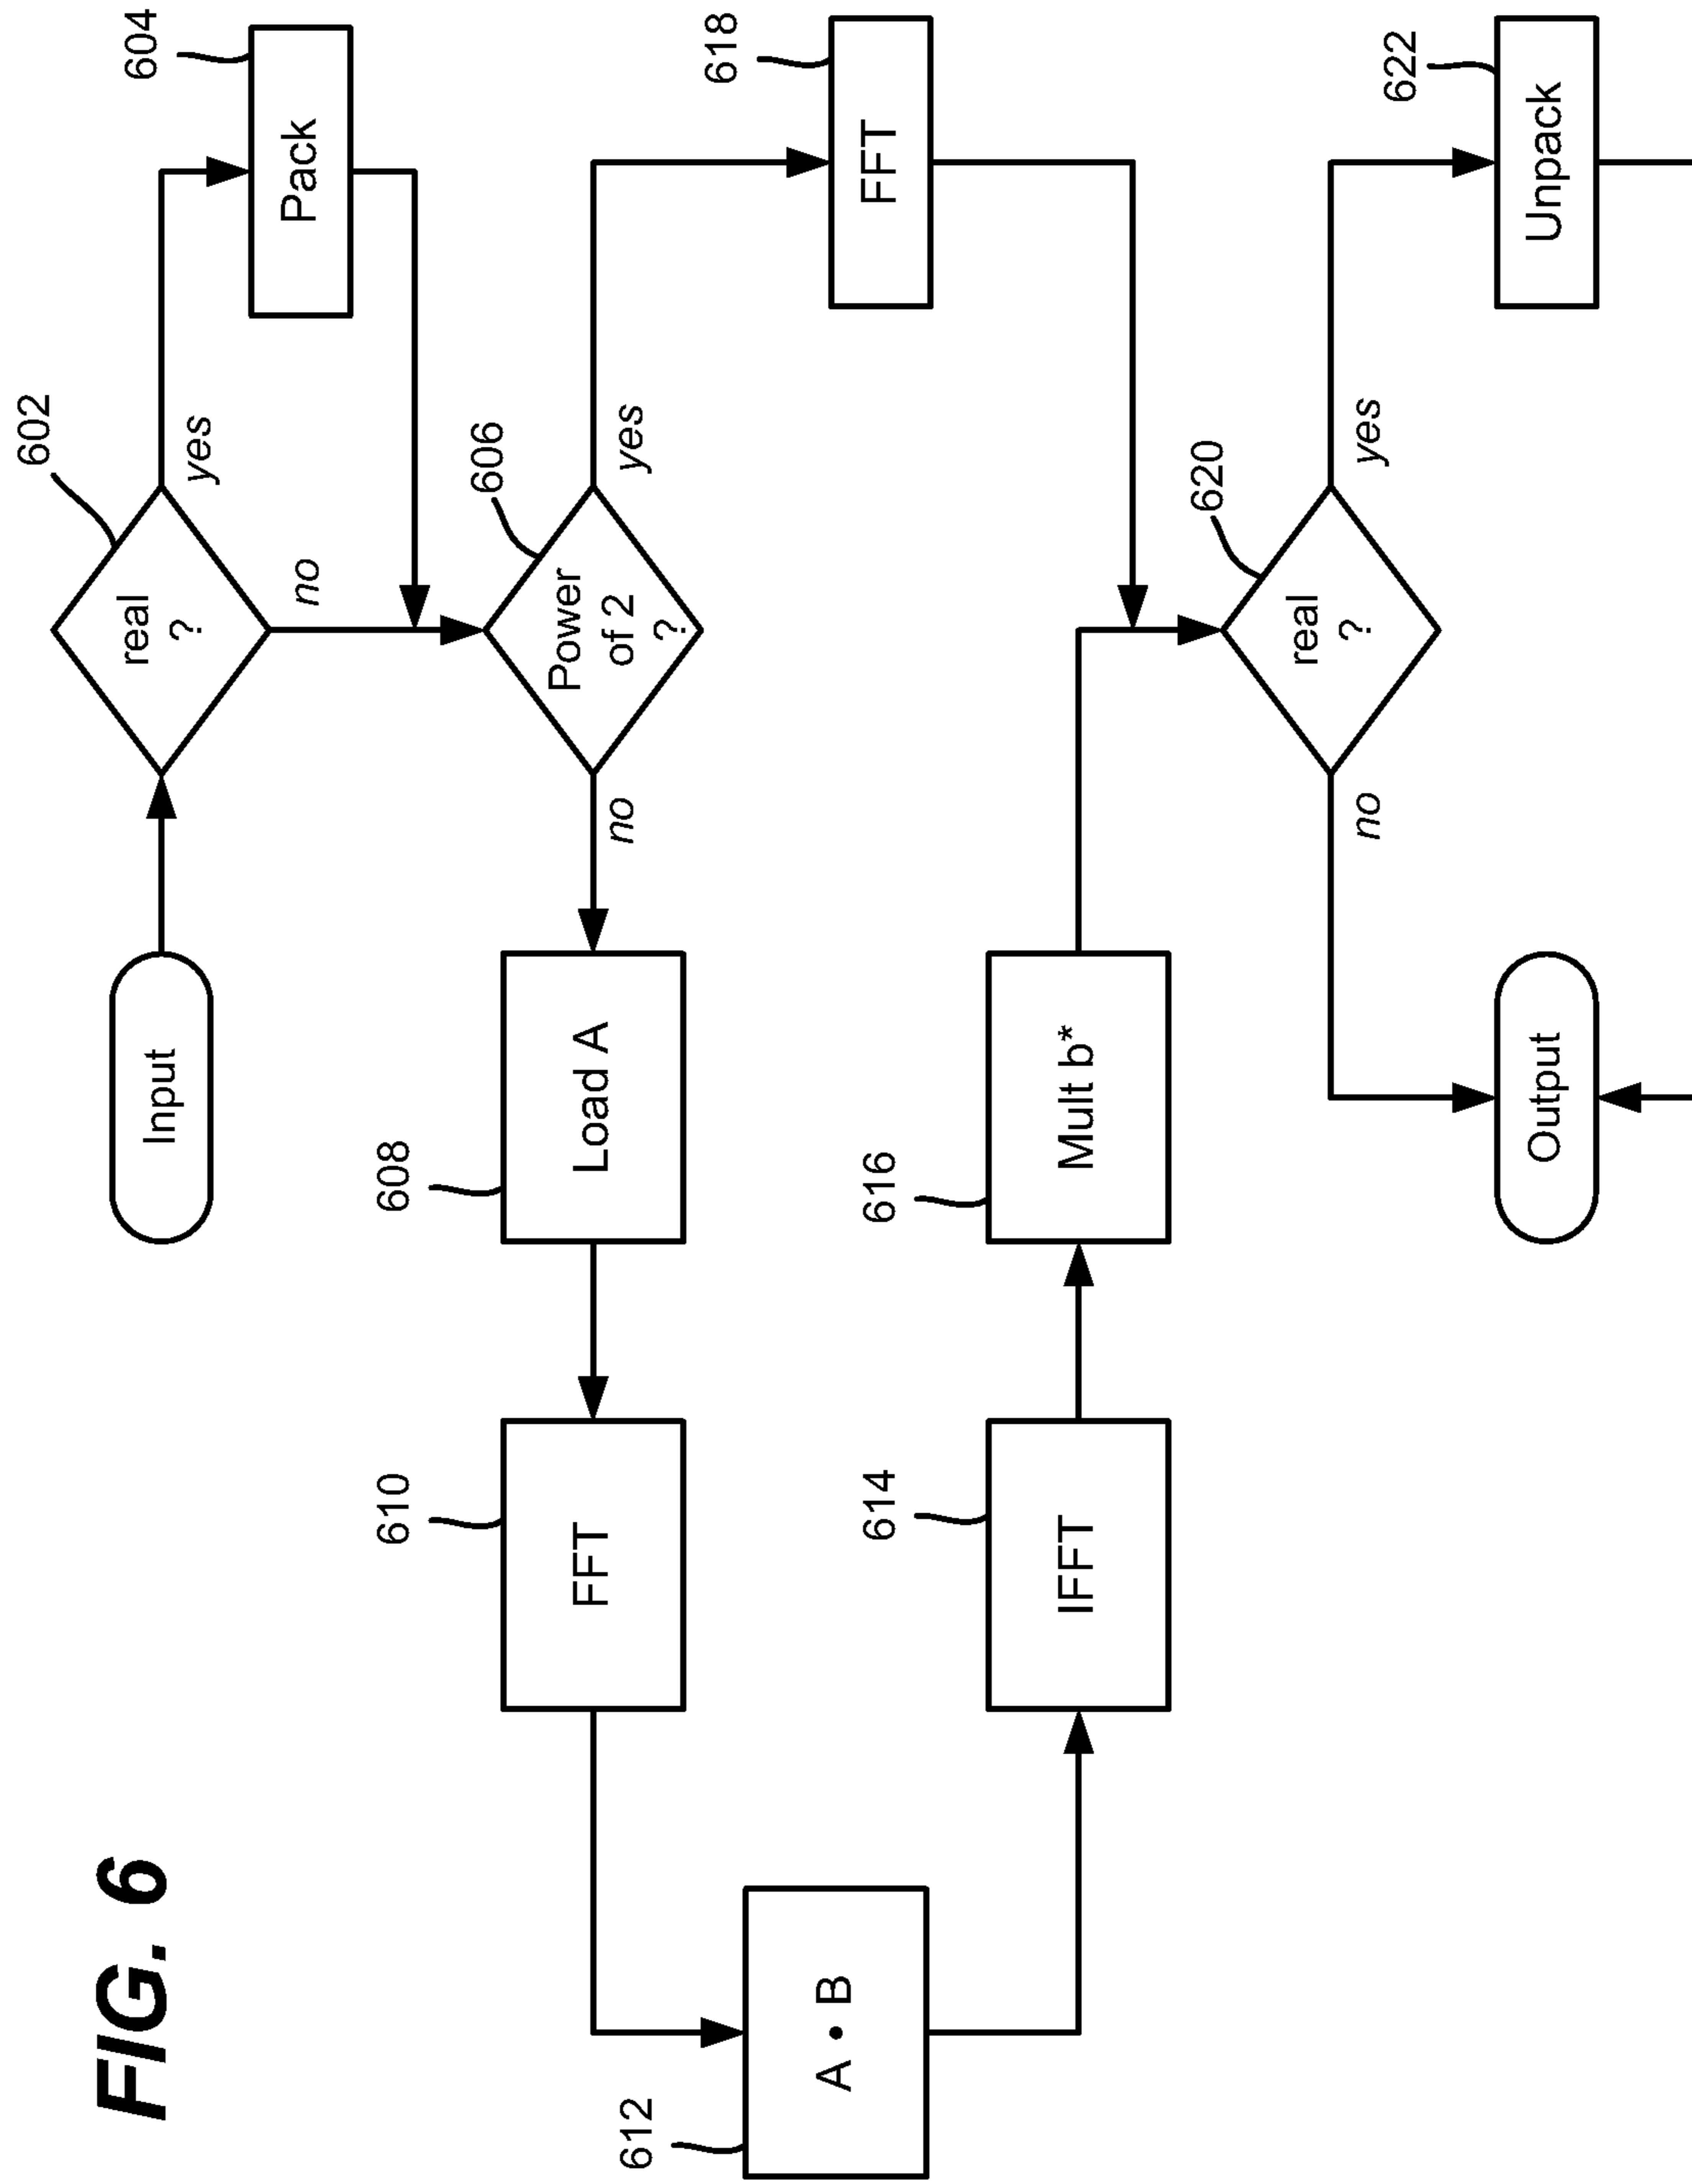 FIG. 6
Input
real
?
602
yes
no
Pack
604
Power
of 2
?
606
yes
no
Load A
608
FFT
610
A • B
612
IFFT
614
Mult b*
616
FFT
618
real
?
620
yes
no
Unpack
622
Output